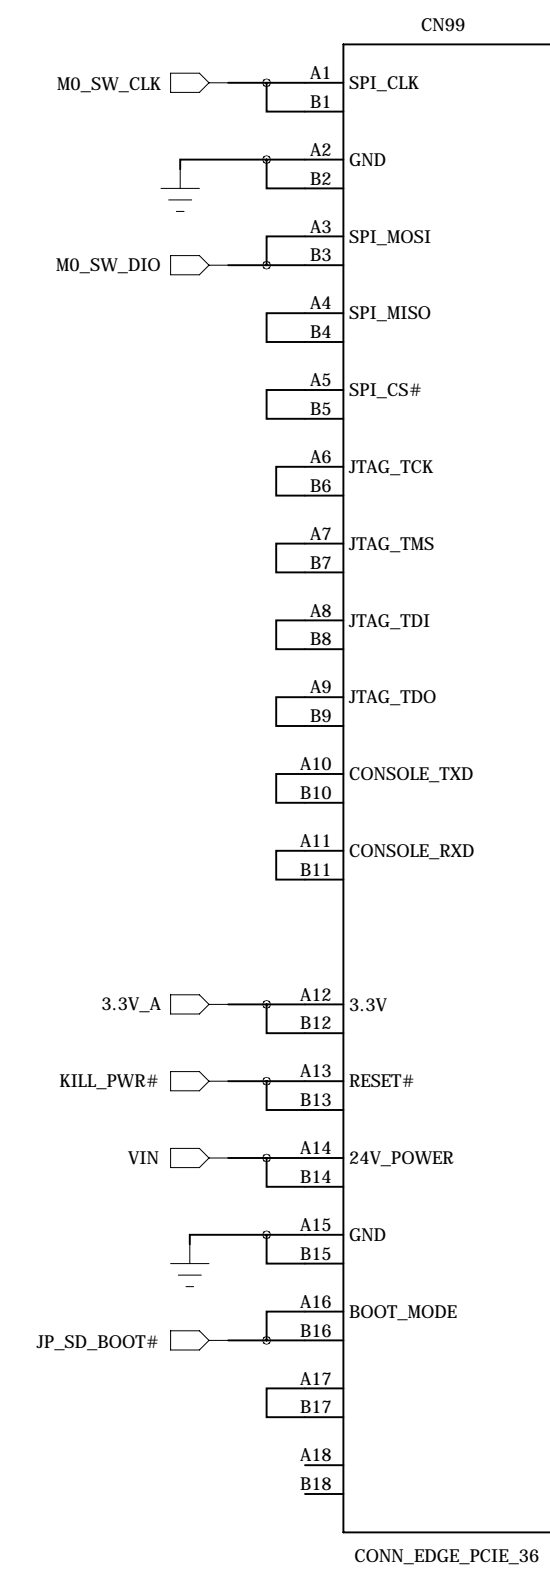 CN99
A1
M0_SW_CLK
SPI_CLK
B1
A2
GND
B2
A3
SPI_MOSI
B3
M0_SW_DIO
A4
SPI_MISO
B4
A5
SPI_CS#
B5
A6
JTAG_TCK
B6
A7
JTAG_TMS
B7
A8
JTAG_TDI
B8
A9
JTAG_TDO
B9
A10
CONSOLE_TXD
B10
A11
CONSOLE_RXD
B11
A12
3.3V_A
3.3V
B12
A13
KILL_PWR#
RESET#
B13
A14
VIN
24V_POWER
B14
A15
GND
B15
A16
BOOT_MODE
B16
JP_SD_BOOT#
A17
B17
A18
B18
CONN_EDGE_PCIE_36